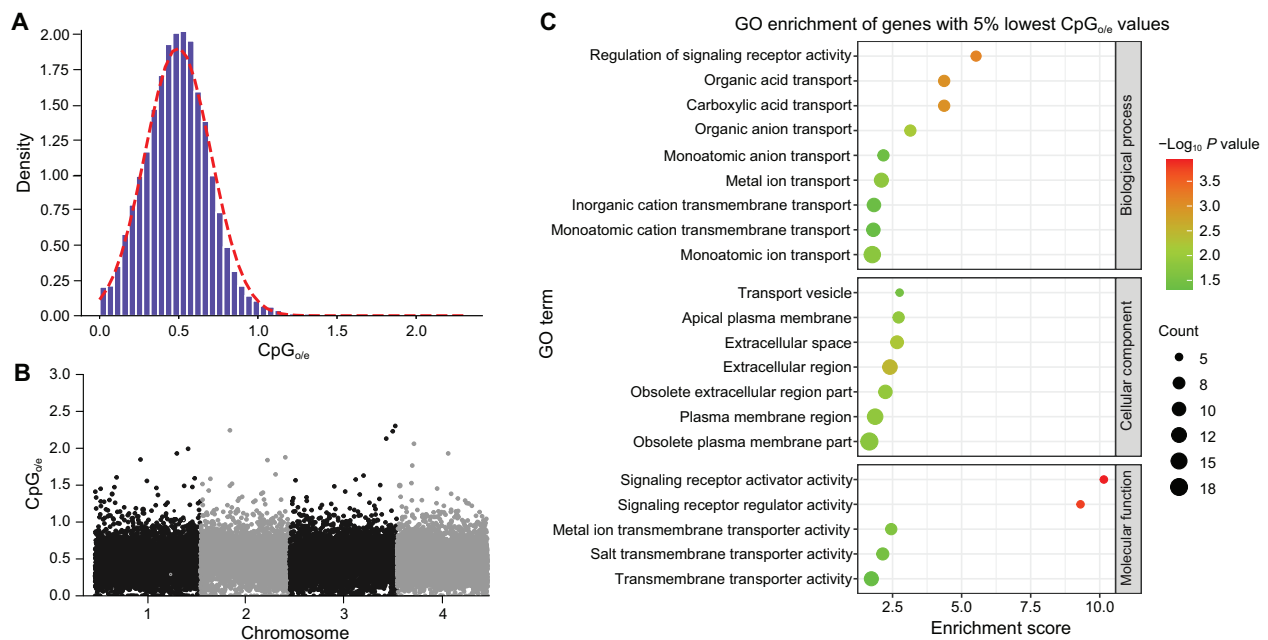 A
2.00
1.75
1.50
1.25
1.00
0.75
0.50
0.25
0.00
Density
0.0 0.5 1.0 1.5 2.0
CpGo/e
B
3.0
2.5
2.0
1.5
1.0
0.5
0.0
CpGo/e
1 2 3 4
Chromosome
C
GO enrichment of genes with 5% lowest CpGo/e values
GO term
Regulation of signaling receptor activity
Organic acid transport
Carboxylic acid transport
Organic anion transport
Monoatomic anion transport
Metal ion transport
Inorganic cation transmembrane transport
Monoatomic cation transmembrane transport
Monoatomic ion transport
Biological process
Transport vesicle
Apical plasma membrane
Extracellular space
Extracellular region
Obsolete extracellular region part
Plasma membrane region
Obsolete plasma membrane part
Cellular component
Signaling receptor activator activity
Signaling receptor regulator activity
Metal ion transmembrane transporter activity
Salt transmembrane transporter activity
Transmembrane transporter activity
Molecular function
2.5 5.0 7.5 10.0
Enrichment score
−Log10 P valule
3.5
3.0
2.5
2.0
1.5
Count
5
8
10
12
15
18